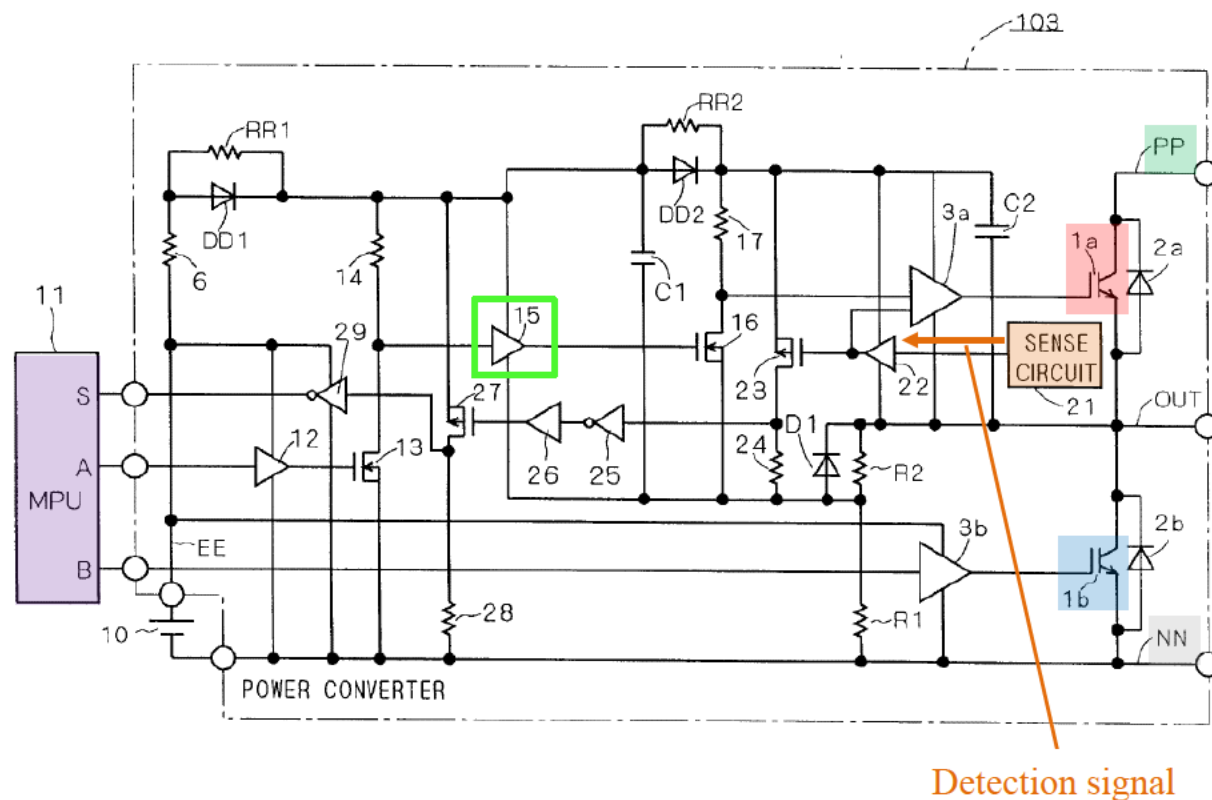 103
RR1
RR2
PP
DD1
DD2
17
3a
C2
1a
2a
6
14
C1
11
15
16
29
SENSE
CIRCUIT
S
27
23
22
21
OUT
12
13
D1
A
26
25
24
R2
MPU
EE
3b
2b
B
1b
10
28
R1
NN
POWER CONVERTER
Detection signal